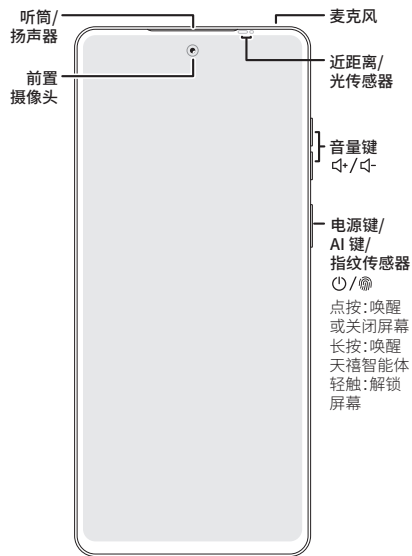 听筒/
扬声器
前置
摄像头
麦克风
近距离/
光传感器
音量键
+/-
电源键/
AI 键/
指纹传感器
/
点按:唤醒
或关闭屏幕
长按:唤醒
天禧智能体
轻触:解锁
屏幕